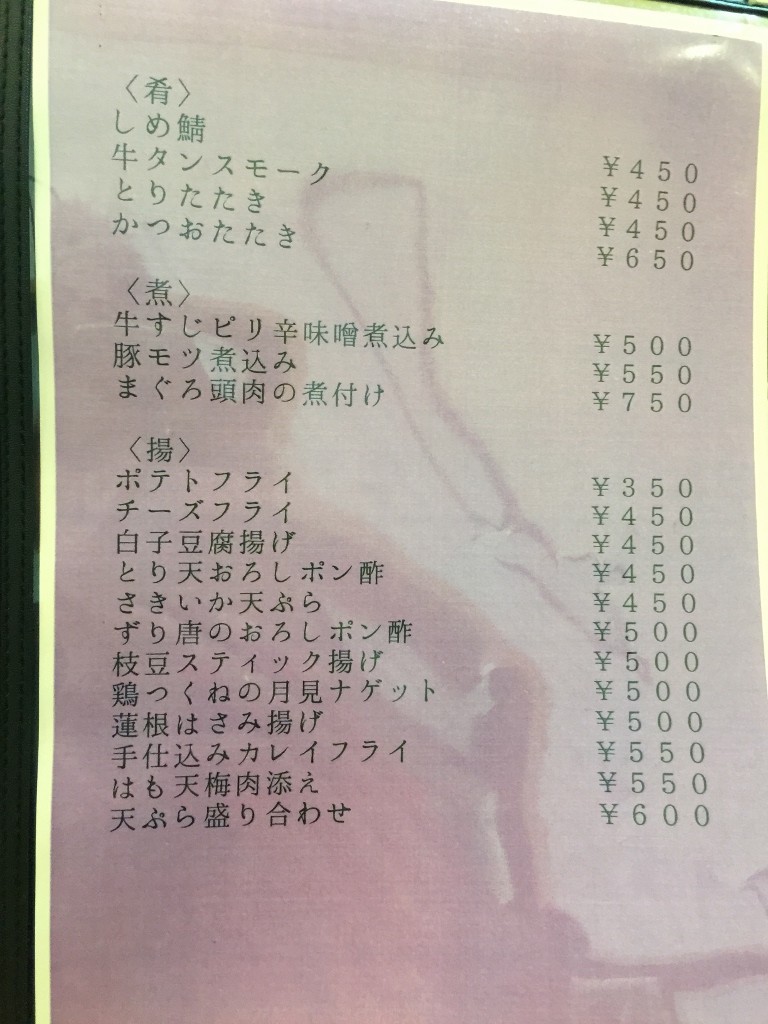 〈肴〉
しめ鯖 ￥４５０
牛タンスモーク ￥４５０
とりたたき ￥４５０
かつおたたき ￥６５０
〈煮〉
牛すじピリ辛味噌煮込み ￥５００
豚モツ煮込み ￥５５０
まぐろ頭肉の煮付け ￥７５０
〈揚〉
ポテトフライ ￥３５０
チーズフライ ￥４５０
白子豆腐揚げ ￥４５０
とり天おろしポン酢 ￥４５０
さきいか天ぷら ￥４５０
ずり唐のおろしポン酢 ￥５００
枝豆スティック揚げ ￥５００
鶏つくねの月見ナゲット ￥５００
蓮根はさみ揚げ ￥５００
手仕込みカレイフライ ￥５５０
はも天梅肉添え ￥５５０
天ぷら盛り合わせ ￥６００